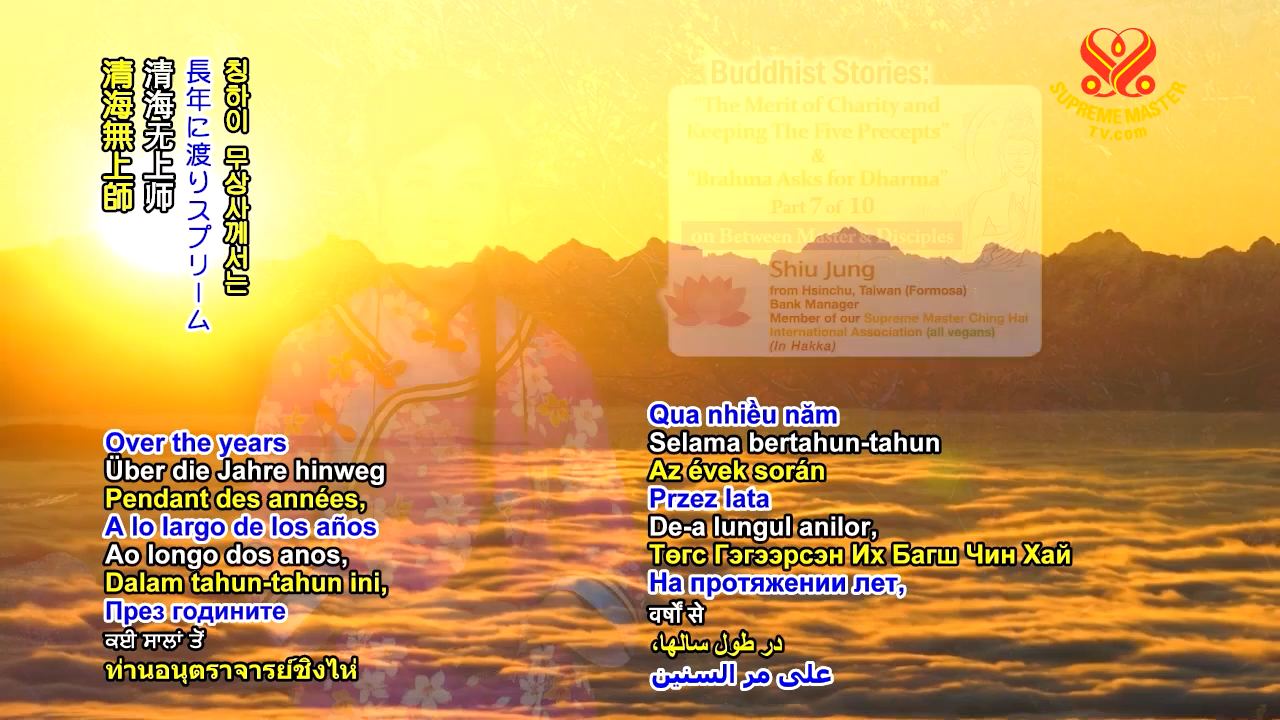 清海無上師
清海无上师
長年に渡りスプリーム
칭하이 무상사께서는
Buddhist Stories:
"The Merit of Charity and
Keeping The Five Precepts"
&
"Brahma Asks for Dharma"
Part 7 of 10
on Between Master & Disciples
Shiu Jung
from Hsinchu, Taiwan (Formosa)
Bank Manager
Member of our Supreme Master Ching Hai
International Association (all vegans)
(In Hakka)
SUPREME MASTER
TV.com
Over the years
Über die Jahre hinweg
Pendant des années,
A lo largo de los años
Ao longo dos anos,
Dalam tahun-tahun ini,
През годините
ਕਈ ਸਾਲਾਂ ਤੋਂ
ท่านอนุตราจารย์ชิงไห่
Qua nhiều năm
Selama bertahun-tahun
Az évek során
Przez lata
De-a lungul anilor,
Төгс Гэгээрсэн Их Багш Чин Хай
На протяжении лет,
वर्षों से
در طول سالها،
على مر السنين